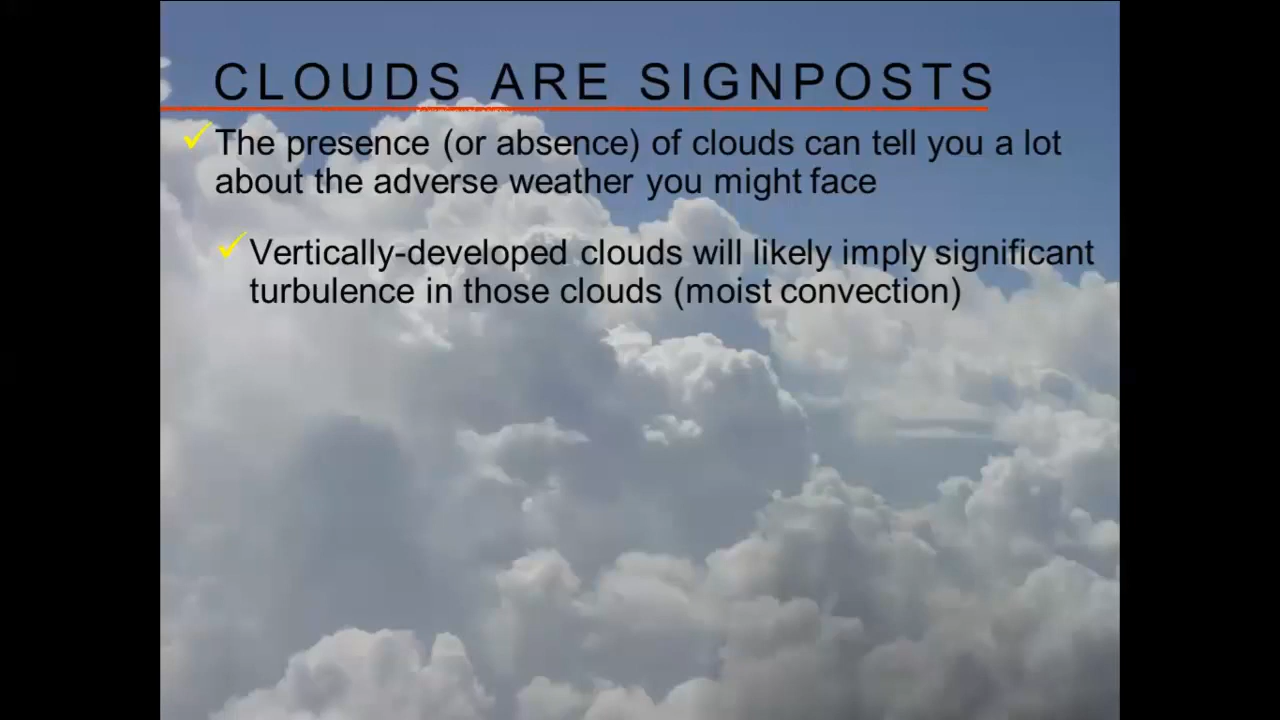 CLOUDS ARE SIGNPOSTS
The presence (or absence) of clouds can tell you a lot
about the adverse weather you might face
Vertically-developed clouds will likely imply significant
turbulence in those clouds (moist convection)